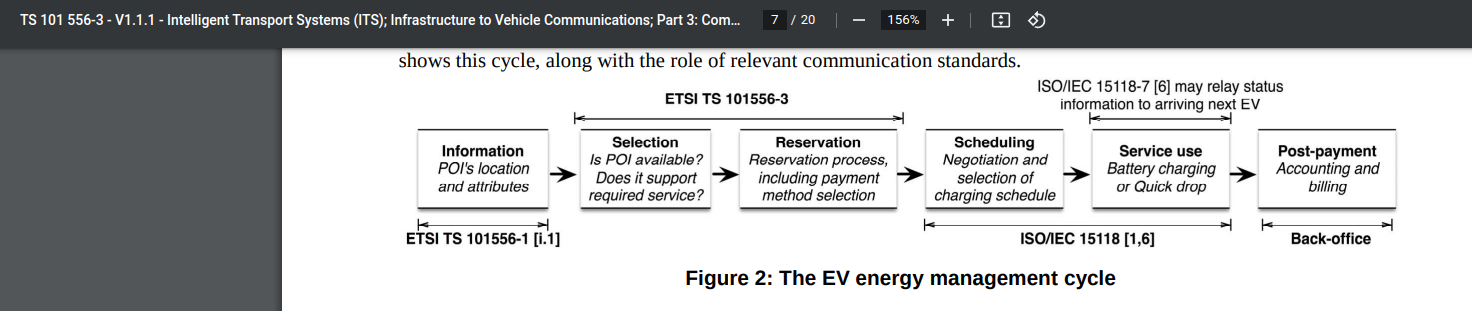 TS 101 556-3 - V1.1.1 - Intelligent Transport Systems (ITS); Infrastructure to Vehicle Communications; Part 3: Com...
7 / 20
156%
shows this cycle, along with the role of relevant communication standards.
ISO/IEC 15118-7 [6] may relay status
information to arriving next EV
ETSI TS 101556-3
Information
POI's location
and attributes
Selection
Is POI available?
Does it support
required service?
Reservation
Reservation process,
including payment
method selection
Scheduling
Negotiation and
selection of
charging schedule
Service use
Battery charging
or Quick drop
Post-payment
Accounting and
billing
ETSI TS 101556-1 [i.1]
ISO/IEC 15118 [1,6]
Back-office
Figure 2: The EV energy management cycle